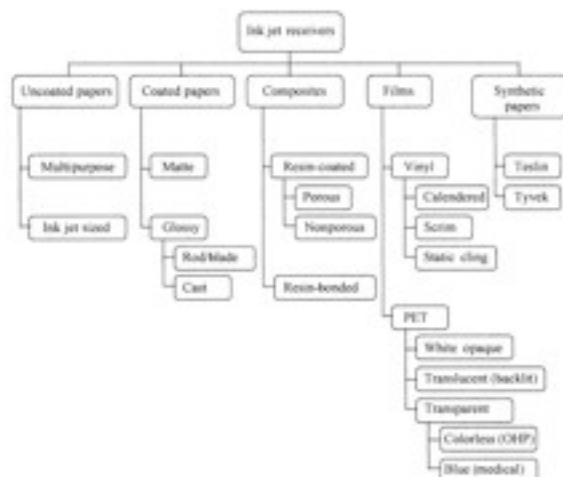 Ink jet receivers
Uncoated papers
Coated papers
Composites
Films
Synthetic
papers
Multipurpose
Matte
Resin-coated
Vinyl
Teslin
Porous
Calendered
Tyvek
Ink jet sized
Glossy
Nonporous
Scrim
Rod/blade
Static cling
Cast
Resin-bonded
PET
White opaque
Translucent (backlit)
Transparent
Colorless (OHP)
Blue (medical)